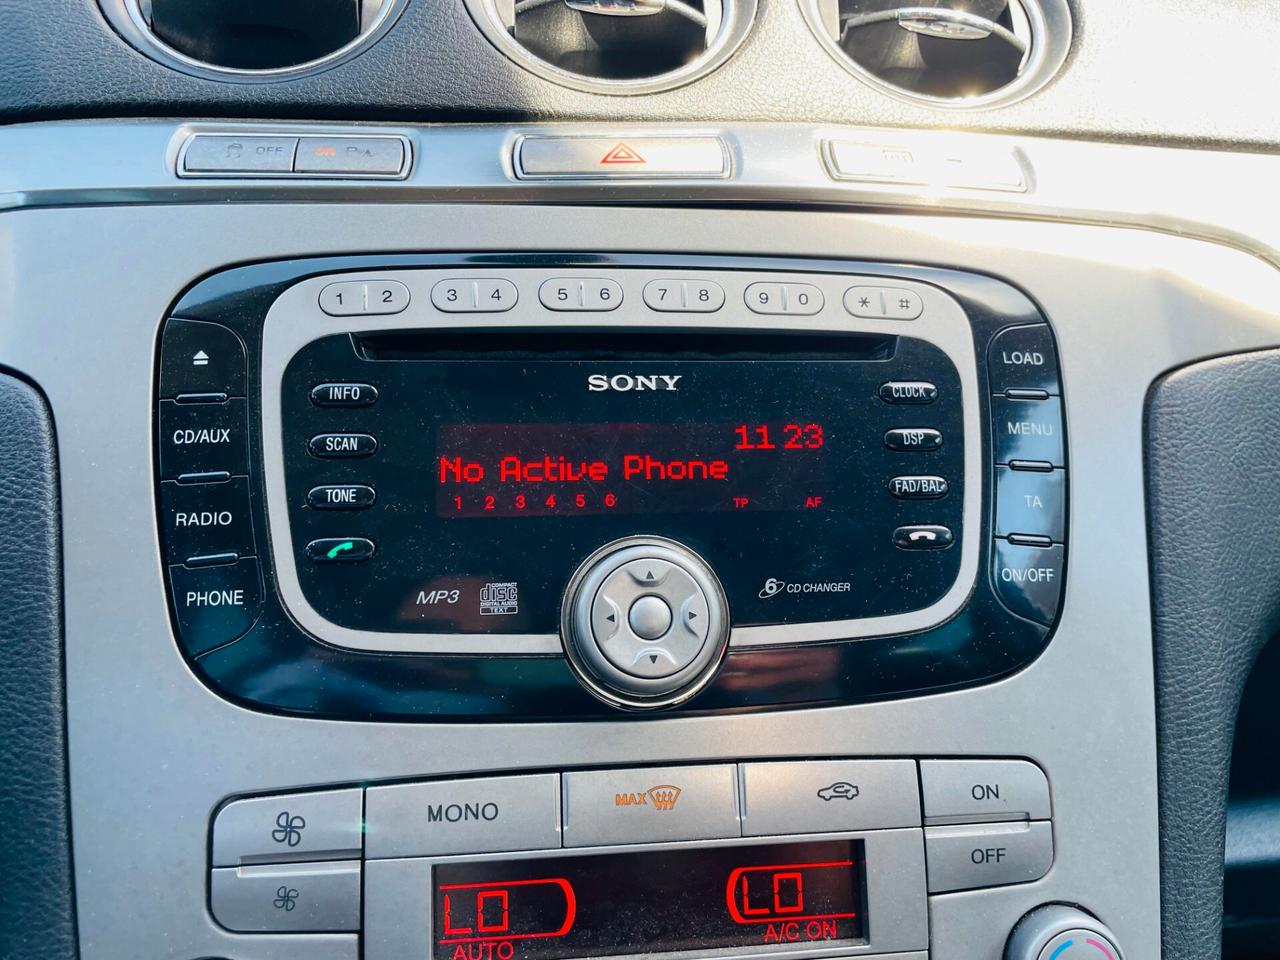 OFF
P
1 2 3 4 5 6 7 8 9 0 * #
SONY
INFO
CLOCK
LOAD
CD/AUX
SCAN
DSP
MENU
11 23
No Active Phone
1 2 3 4 5 6 TP AF
TONE
FAD/BAL
RADIO
TA
PHONE
MP3
COMPACT
disc
DIGITAL AUDIO
TEXT
6 CD CHANGER
ON/OFF
MONO
MAX
ON
OFF
LO
AUTO
LO
A/C ON